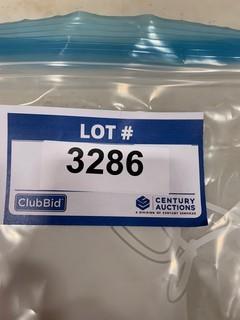 LOT #
3286
ClubBid
CENTURY
AUCTIONS
A DIVISION OF CENTURY SERVICES